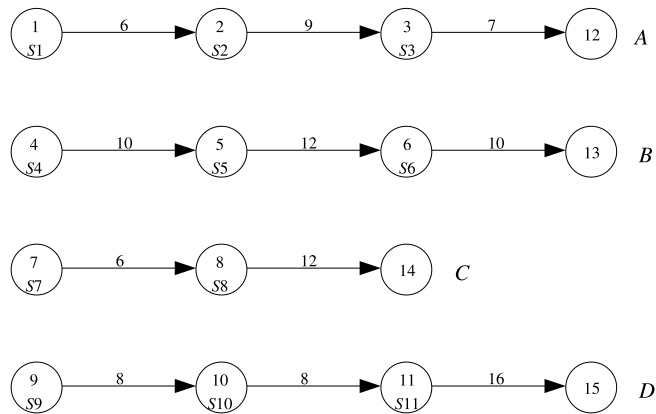 1 6 2 9 3 7 12 A
S1 S2 S3
4 10 5 12 6 10 13 B
S4 S5 S6
7 6 8 12 14 C
S7 S8
9 8 10 8 11 16 15 D
S9 S10 S11